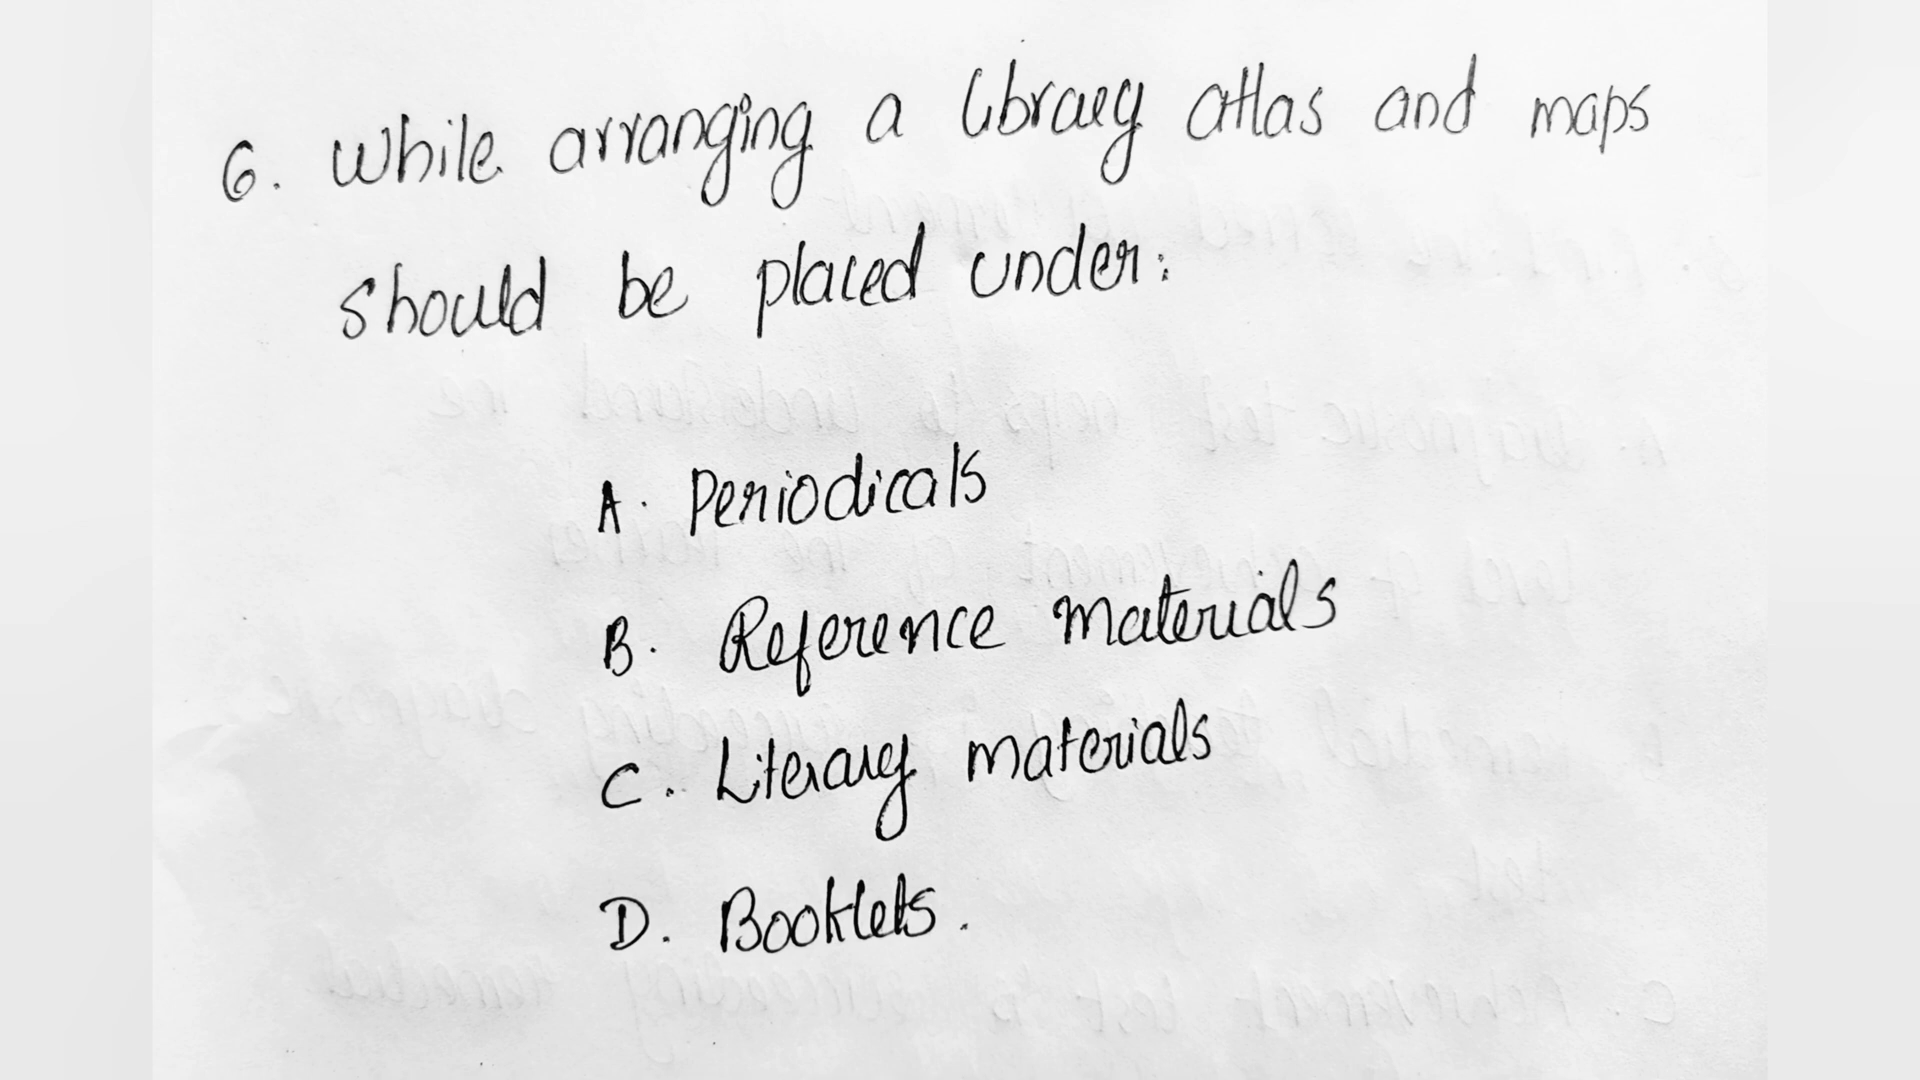 6. While arranging a library atlas and maps
should be placed under:
A. Periodicals
B. Reference materials
C. Literary materials
D. Booklets.